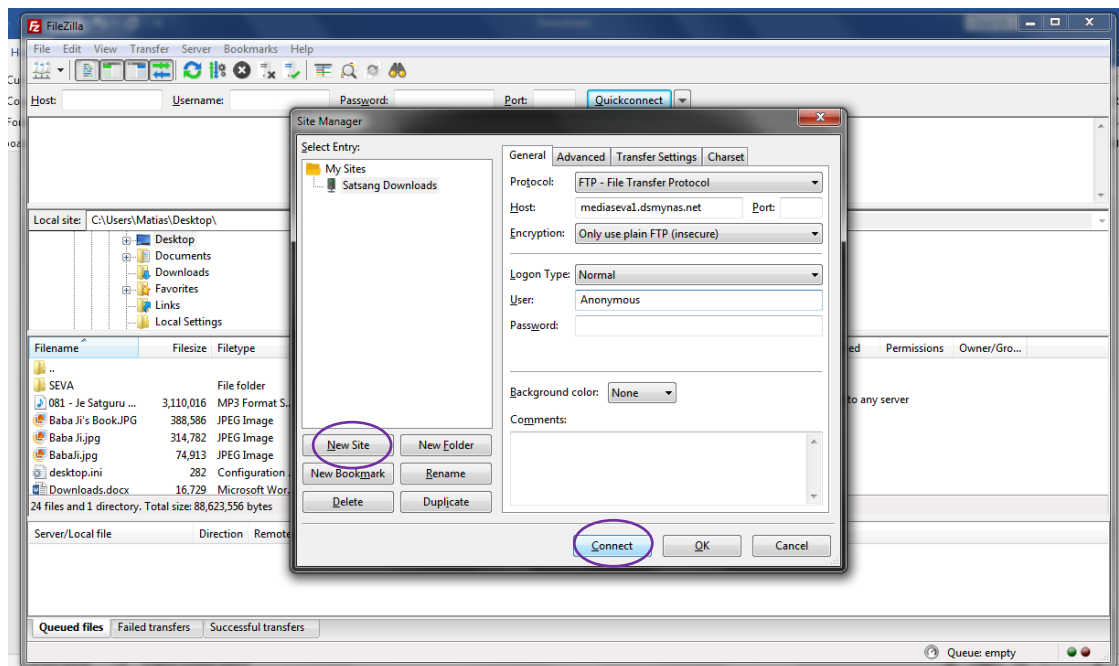 FileZilla
File Edit View Transfer Server Bookmarks Help
Host: Username: Password: Port: Quickconnect
Site Manager
Select Entry:
My Sites
Satsang Downloads
New Site New Folder
New Bookmark Rename
Delete Duplicate
General Advanced Transfer Settings Charset
Protocol: FTP - File Transfer Protocol
Host: mediaseva1.dsmynas.net Port:
Encryption: Only use plain FTP (insecure)
Logon Type: Normal
User: Anonymous
Password:
Background color: None
Comments:
Connect OK Cancel
Local site: C:\Users\Matias\Desktop\
Desktop
Documents
Downloads
Favorites
Links
Local Settings
Filename Filesize Filetype
..
SEVA File folder
081 - Je Satguru ... 3,110,016 MP3 Format S..
Baba Ji's Book.JPG 388,586 JPEG Image
Baba Ji.jpg 314,782 JPEG Image
BabaJi.jpg 74,913 JPEG Image
desktop.ini 282 Configuration
Downloads.docx 16,729 Microsoft Wor..
24 files and 1 directory. Total size: 88,623,556 bytes
ed Permissions Owner/Gro...
to any server
Server/Local file Direction Remote
Queued files Failed transfers Successful transfers
Queue: empty